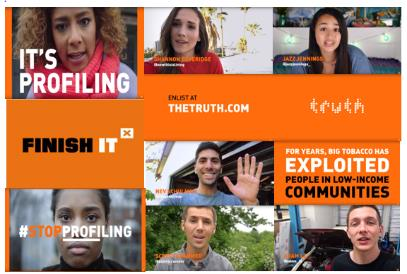 IT'S
PROFILING
SHANNON BEVERIDGE
JAZZ JENNINGS
ENLIST AT
THETRUTH.COM
truth
FINISH IT
X
FOR YEARS, BIG TOBACCO HAS
EXPLOITED
PEOPLE IN LOW-INCOME
COMMUNITIES
#STOPPROFILING